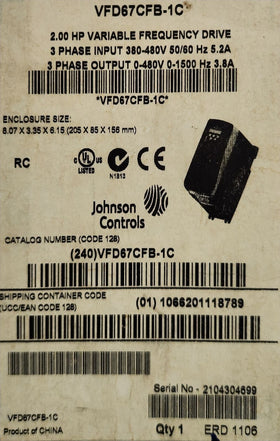 VFD67CFB-1C
2.00 HP VARIABLE FREQUENCY DRIVE
3 PHASE INPUT 380-480V 50/60 Hz 5.2A
3 PHASE OUTPUT 0-480V 0-1500 Hz 3.8A
*VFD67CFB-1C*
ENCLOSURE SIZE:
8.07 X 3.35 X 6.15 (205 X 85 X 156 mm)
RC
c UL US
LISTED
N1813
CE
Johnson
Controls
CATALOG NUMBER (CODE 128)
(240)VFD67CFB-1C
SHIPPING CONTAINER CODE
(UCC/EAN CODE 128)
(01) 1066201118789
Serial No - 2104304699
VFD67CFB-1C
Product of CHINA
Qty 1 ERD 1106